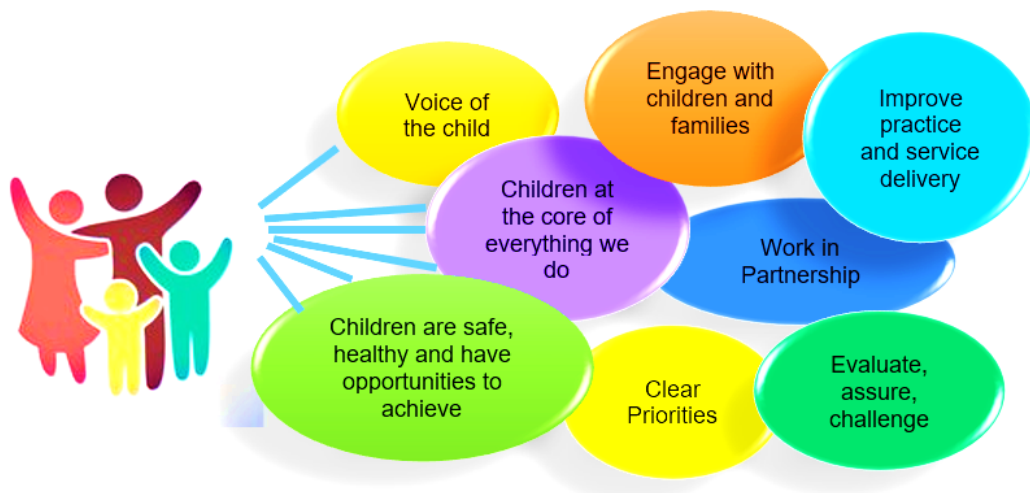 Voice of
the child
Engage with
children and
families
Improve
practice
and service
delivery
Children at
the core of
everything we
do
Work in
Partnership
Children are safe,
healthy and have
opportunities to
achieve
Clear
Priorities
Evaluate,
assure,
challenge